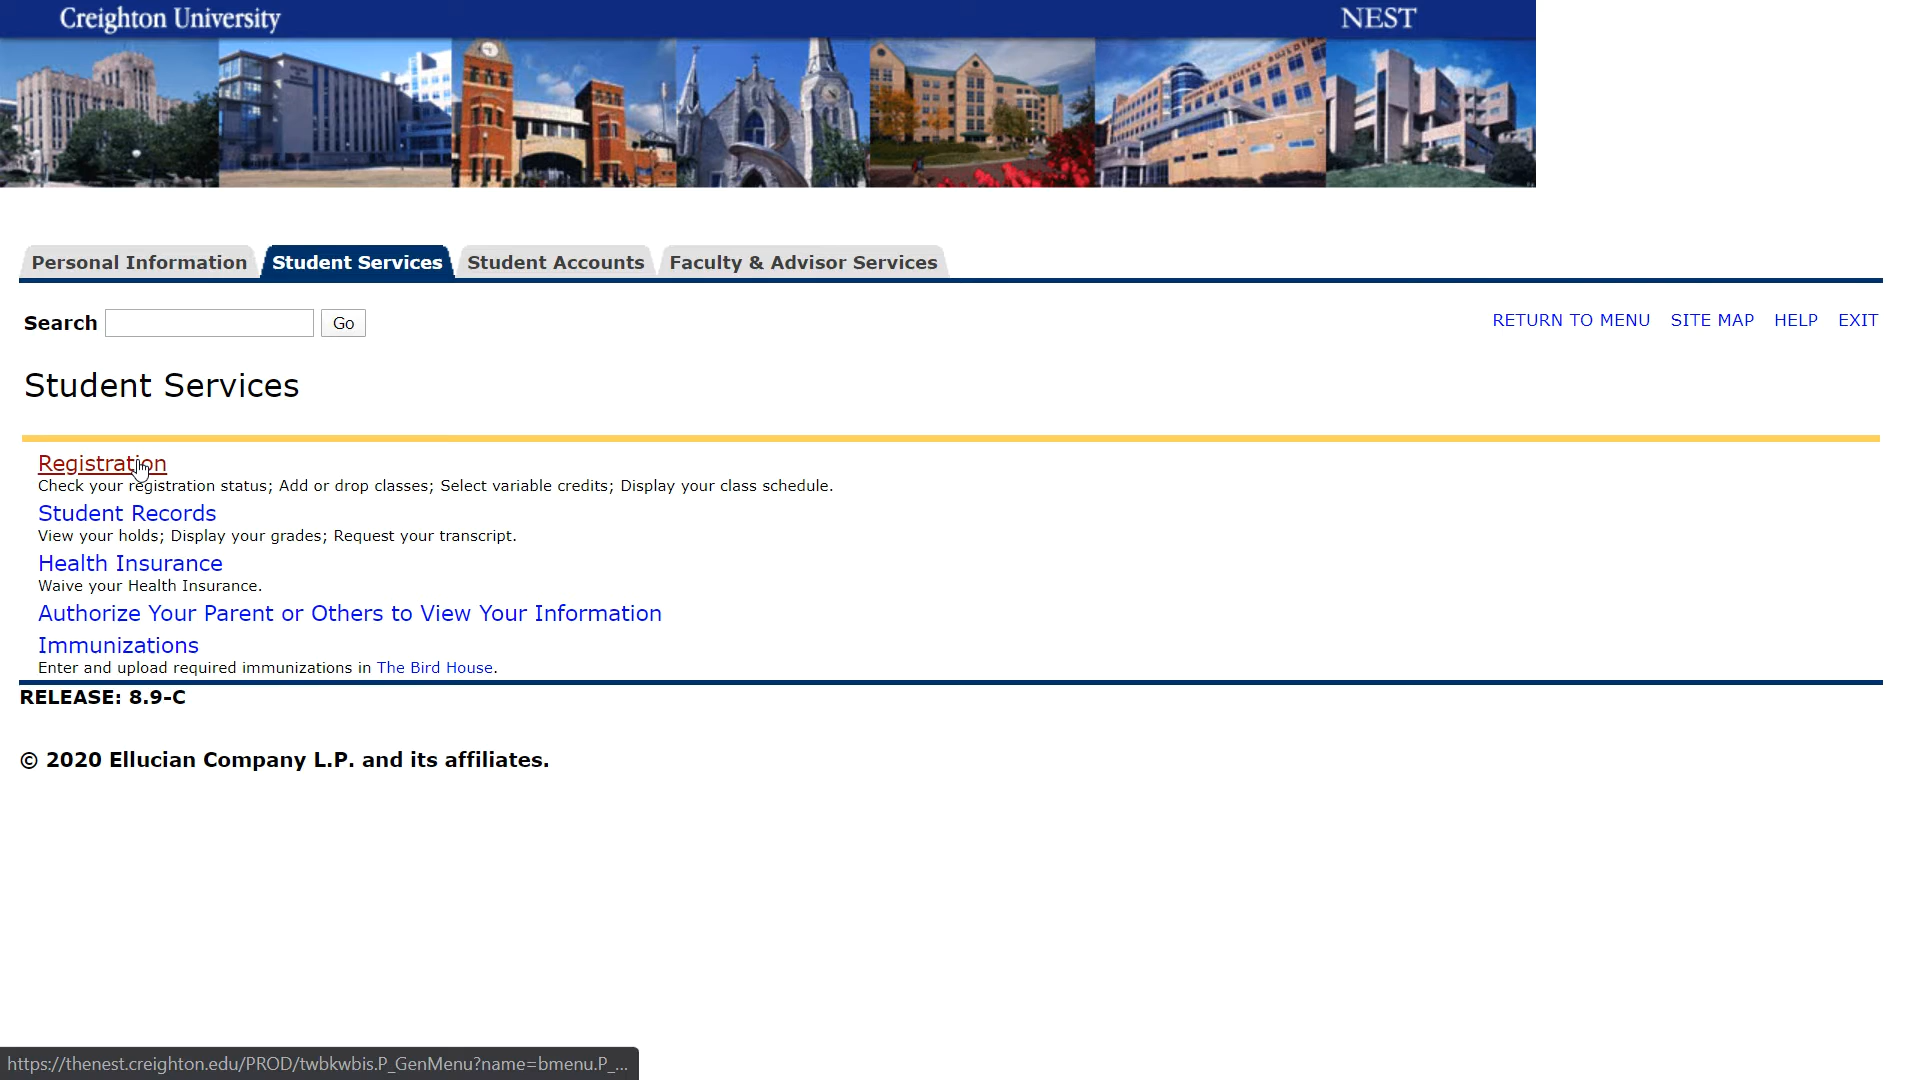 Creighton University NEST
Personal Information Student Services Student Accounts Faculty & Advisor Services
Search Go RETURN TO MENU SITE MAP HELP EXIT
Student Services
Registration
Check your registration status; Add or drop classes; Select variable credits; Display your class schedule.
Student Records
View your holds; Display your grades; Request your transcript.
Health Insurance
Waive your Health Insurance.
Authorize Your Parent or Others to View Your Information
Immunizations
Enter and upload required immunizations in The Bird House.
RELEASE: 8.9-C
© 2020 Ellucian Company L.P. and its affiliates.
https://thenest.creighton.edu/PROD/twbkwbis.P_GenMenu?name=bmenu.P_...